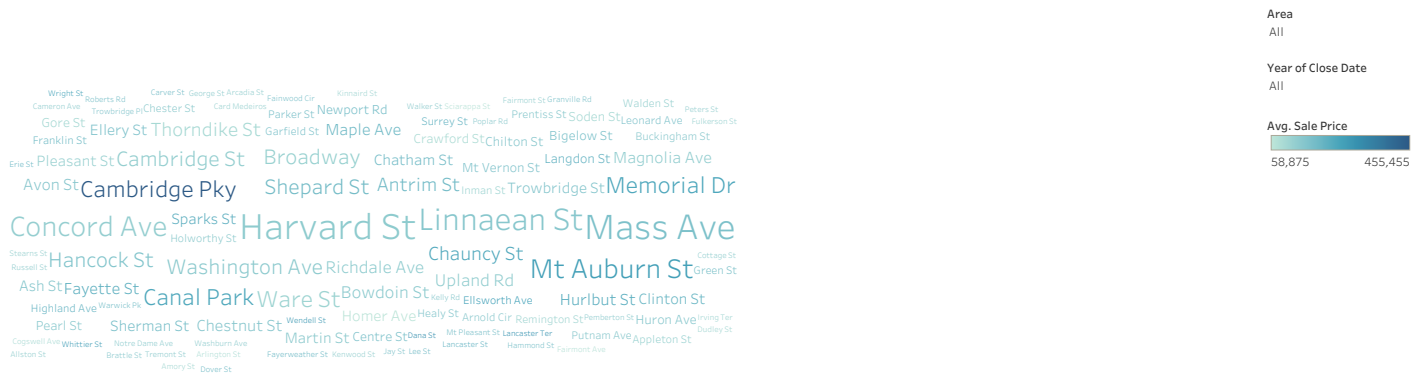 Area
All
Year of Close Date
All
Avg. Sale Price
58,875 455,455
Wright St Roberts Rd Carver St George St Arcadia St Fainwood Cir Kinnaird St
Cameron Ave Trowbridge Pl Chester St Card Medeiros Parker St Newport Rd Walker St Sciarappa St Fairmont St Granville Rd Walden St Peters St
Gore St Ellery St Thorndike St Garfield St Maple Ave Surrey St Poplar Rd Prentiss St Soden St Leonard Ave Fulkerson St
Franklin St Crawford St Chilton St Bigelow St Buckingham St
Erie St Pleasant St Cambridge St Broadway Chatham St Mt Vernon St Langdon St Magnolia Ave
Avon St Cambridge Pky Shepard St Antrim St Inman St Trowbridge St Memorial Dr
Concord Ave Sparks St Harvard St Linnaean St Mass Ave
Holworthy St
Stearns St Hancock St Chauncy St Cottage St
Russell St Washington Ave Richdale Ave Mt Auburn St Green St
Ash St Fayette St Canal Park Ware St Bowdoin St Upland Rd
Highland Ave Warwick Pk Kelly Rd Ellsworth Ave Hurlbut St Clinton St
Pearl St Sherman St Chestnut St Wendell St Homer Ave Healy St Arnold Cir Remington St Pemberton St Huron Ave Irving Ter
Martin St Centre St Dana St Mt Pleasant St Lancaster Ter Putnam Ave Appleton St Dudley St
Cogswell Ave Whittier St Notre Dame Ave Washburn Ave Lancaster St Hammond St Fairmont Ave
Allston St Brattle St Tremont St Arlington St Fayerweather St Kenwood St Jay St Lee St
Amory St Dover St